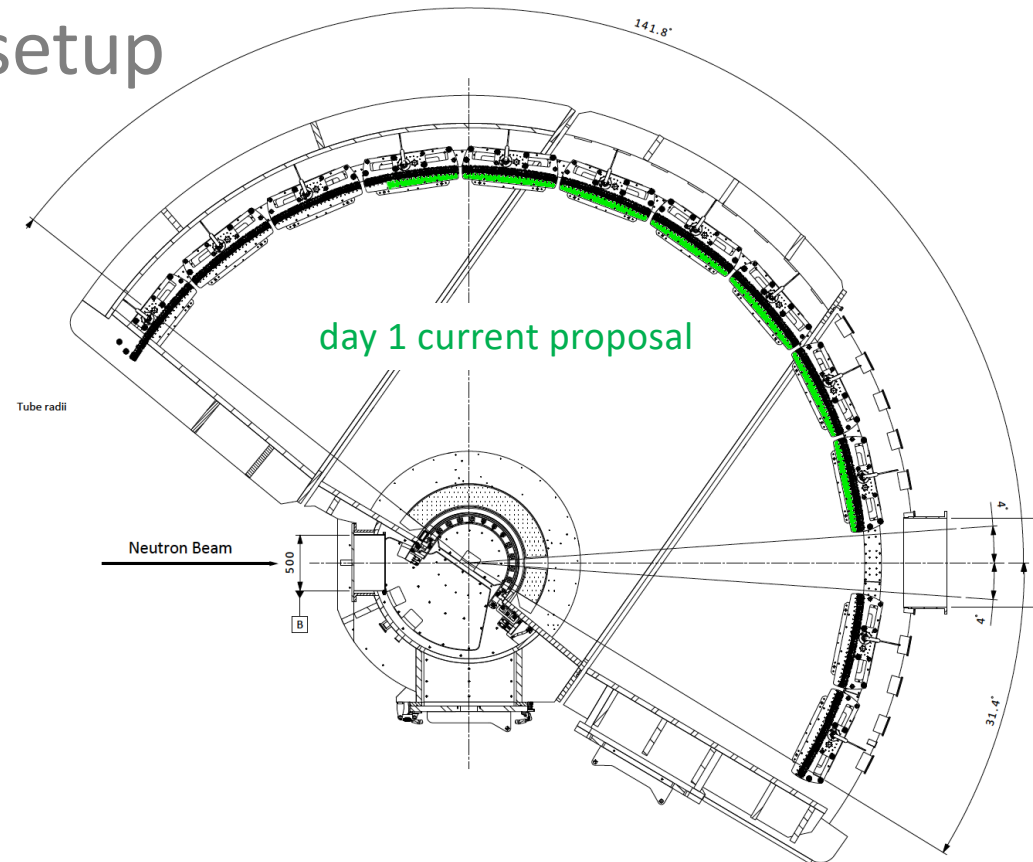 setup
141.8°
day 1 current proposal
Tube radii
Neutron Beam
500
B
4°
4°
31.4°